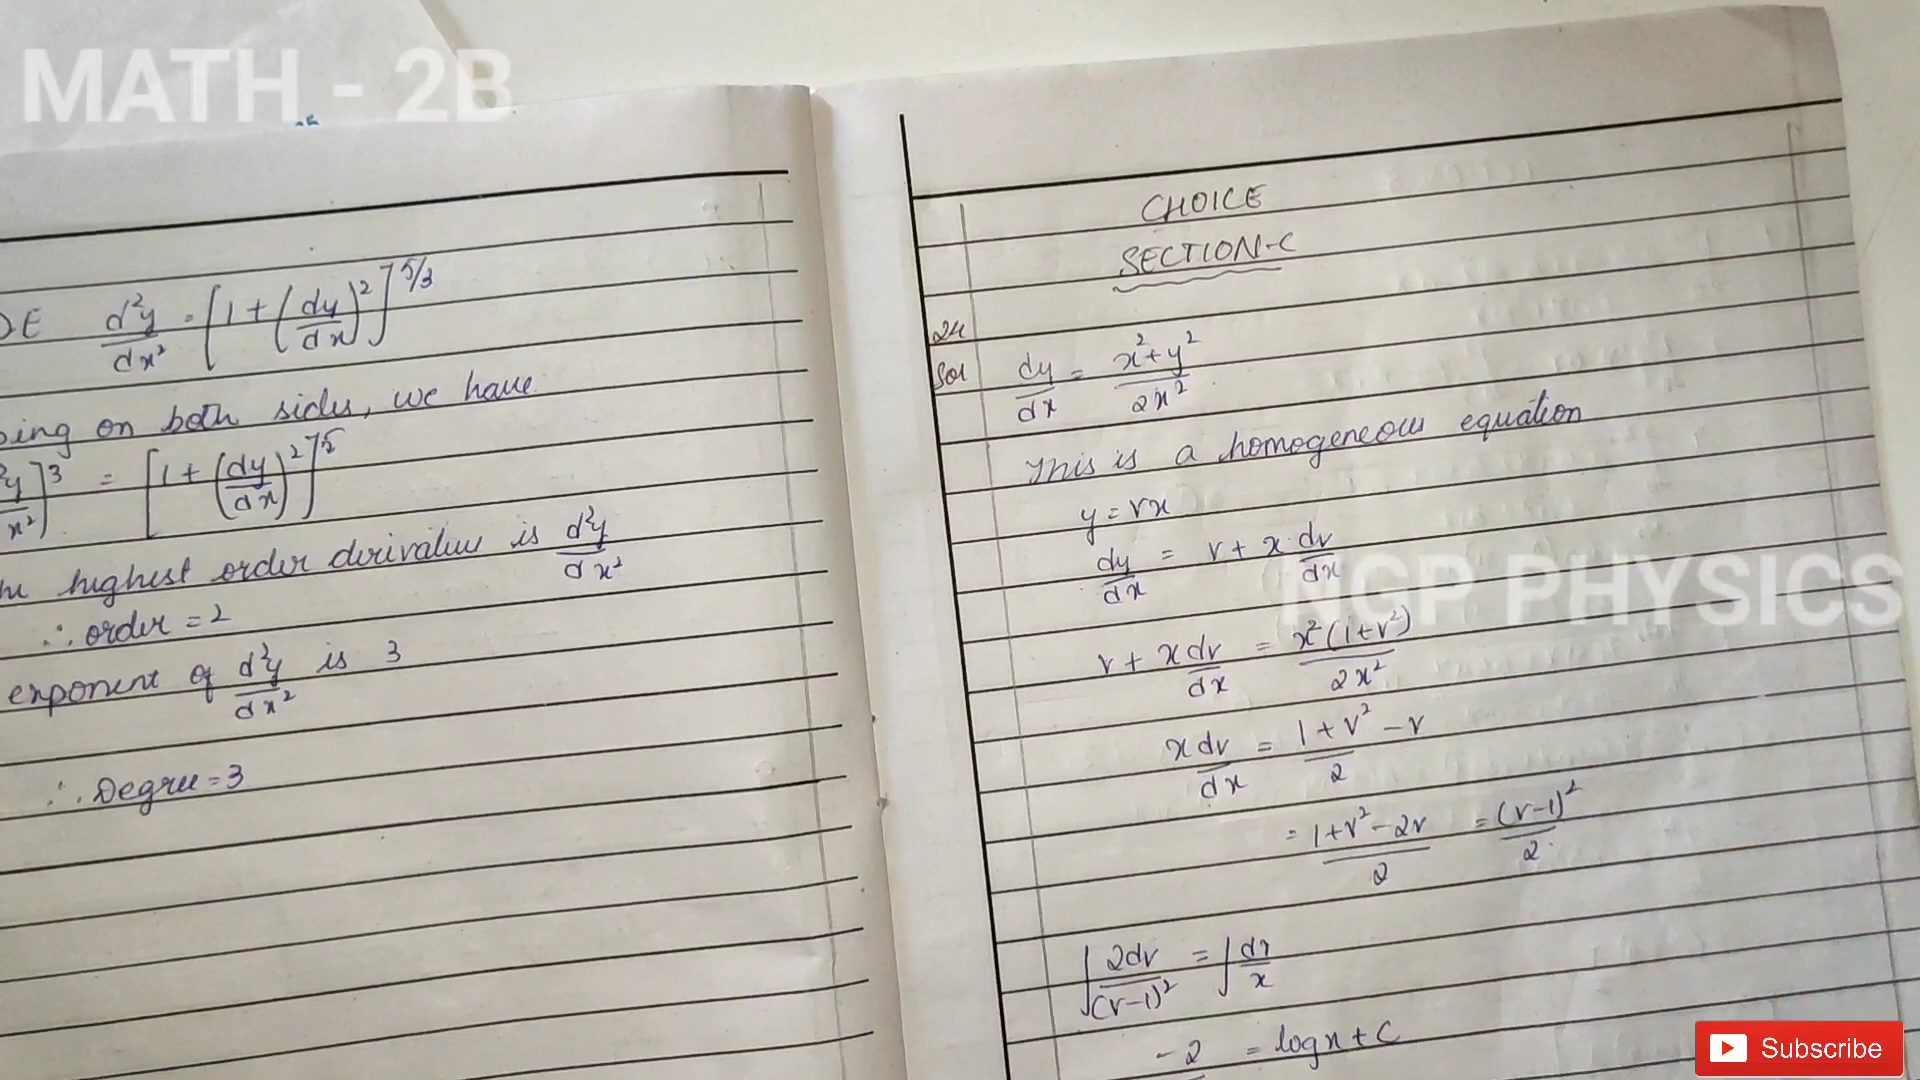 MATH - 2B
DE d²y/dx² = [1 + (dy/dx)²]^5/3
on both sides, we have
]³ = [1 + (dy/dx)²]^5
highest order derivative is d²y/dx²
∴ order = 2
exponent of d²y/dx² is 3
∴ Degree = 3
CHOICE
SECTION-C
24
Sol dy/dx = x² + y² / 2x²
This is a homogeneous equation
y = vx
dy/dx = v + x · dv/dx
NGP PHYSICS
v + x dv/dx = x²(1 + v²) / 2x²
x dv/dx = 1 + v² / 2 - v
= 1 + v² - 2v / 2 = (v-1)² / 2
∫ 2dv / (v-1)² = ∫ dx / x
-2 = log x + c
Subscribe